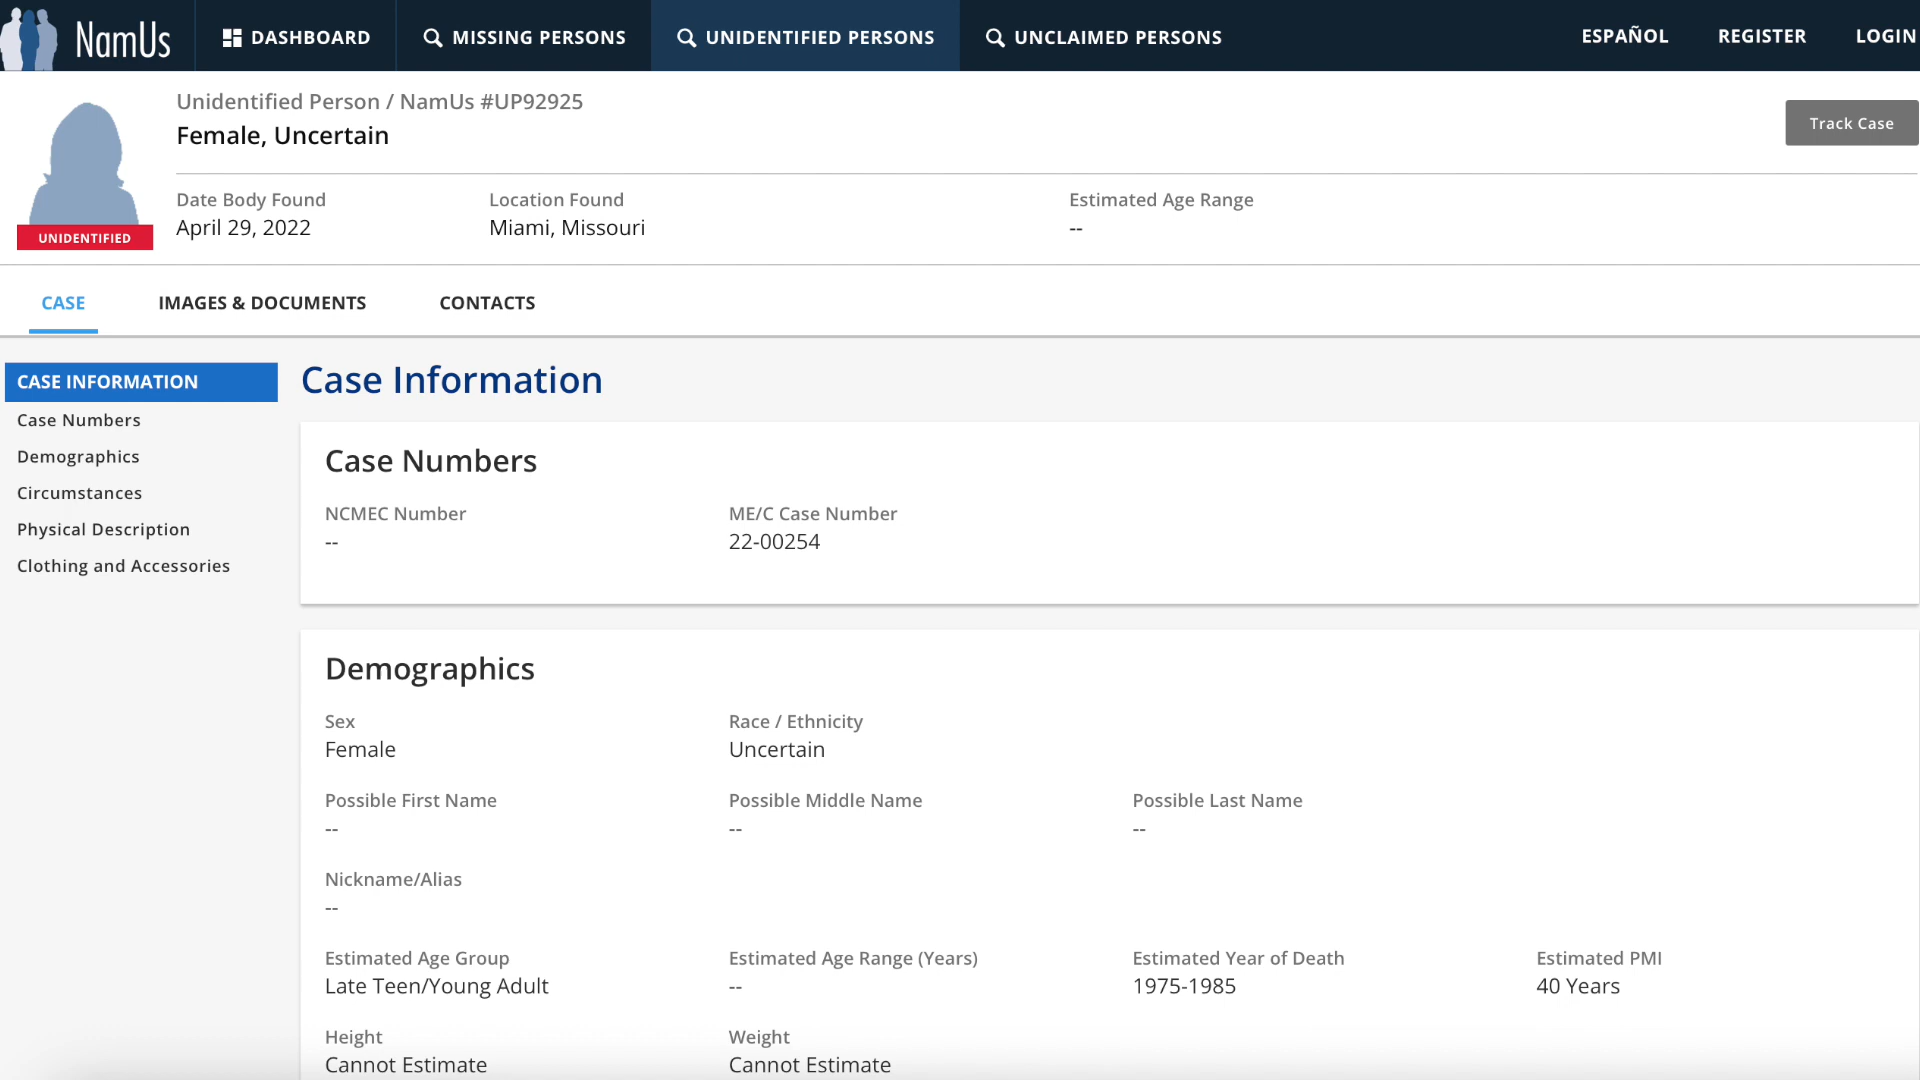 NamUs DASHBOARD MISSING PERSONS UNIDENTIFIED PERSONS UNCLAIMED PERSONS ESPAÑOL REGISTER LOGIN
Unidentified Person / NamUs #UP92925
Female, Uncertain
Track Case
Date Body Found Location Found Estimated Age Range
April 29, 2022 Miami, Missouri --
UNIDENTIFIED
CASE IMAGES & DOCUMENTS CONTACTS
CASE INFORMATION
Case Numbers
Demographics
Circumstances
Physical Description
Clothing and Accessories
Case Information
Case Numbers
NCMEC Number ME/C Case Number
-- 22-00254
Demographics
Sex Race / Ethnicity
Female Uncertain
Possible First Name Possible Middle Name Possible Last Name
-- -- --
Nickname/Alias
--
Estimated Age Group Estimated Age Range (Years) Estimated Year of Death Estimated PMI
Late Teen/Young Adult -- 1975-1985 40 Years
Height Weight
Cannot Estimate Cannot Estimate